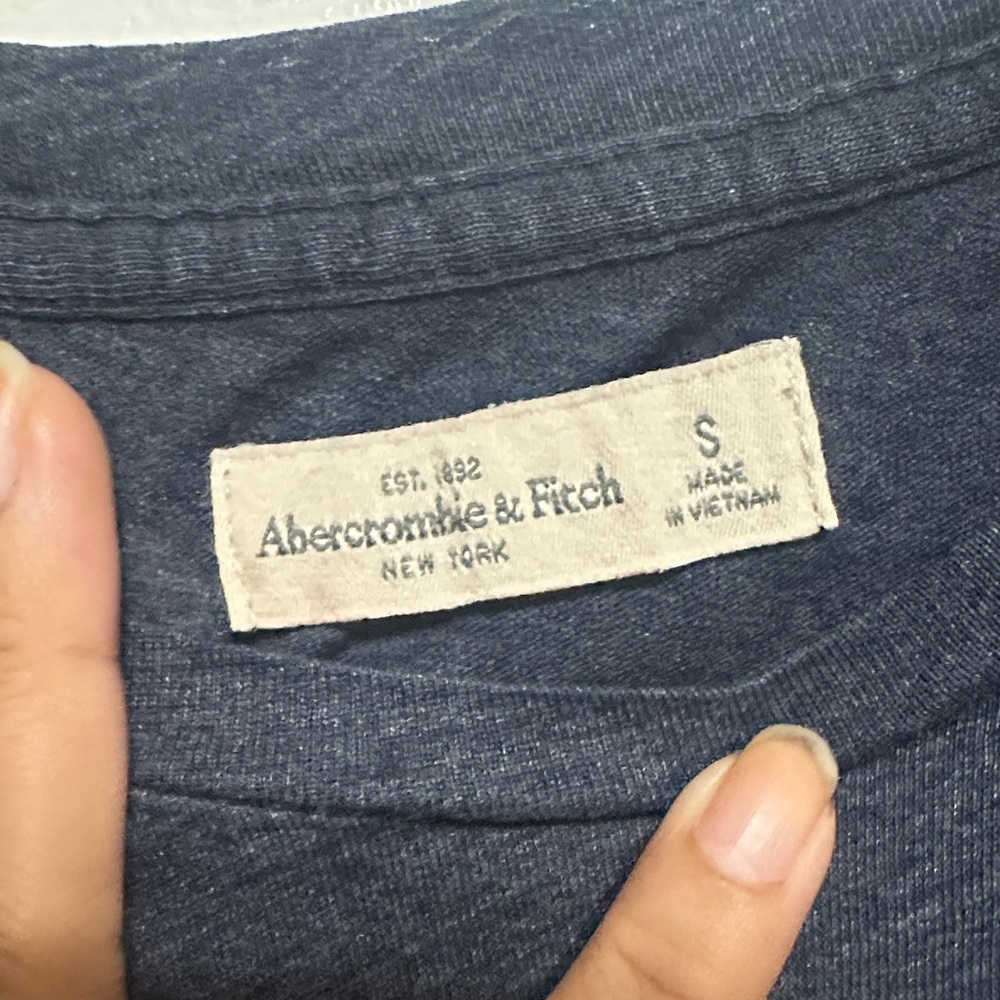 EST. 1892
Abercrombie & Fitch
NEW YORK
S
MADE
IN VIETNAM